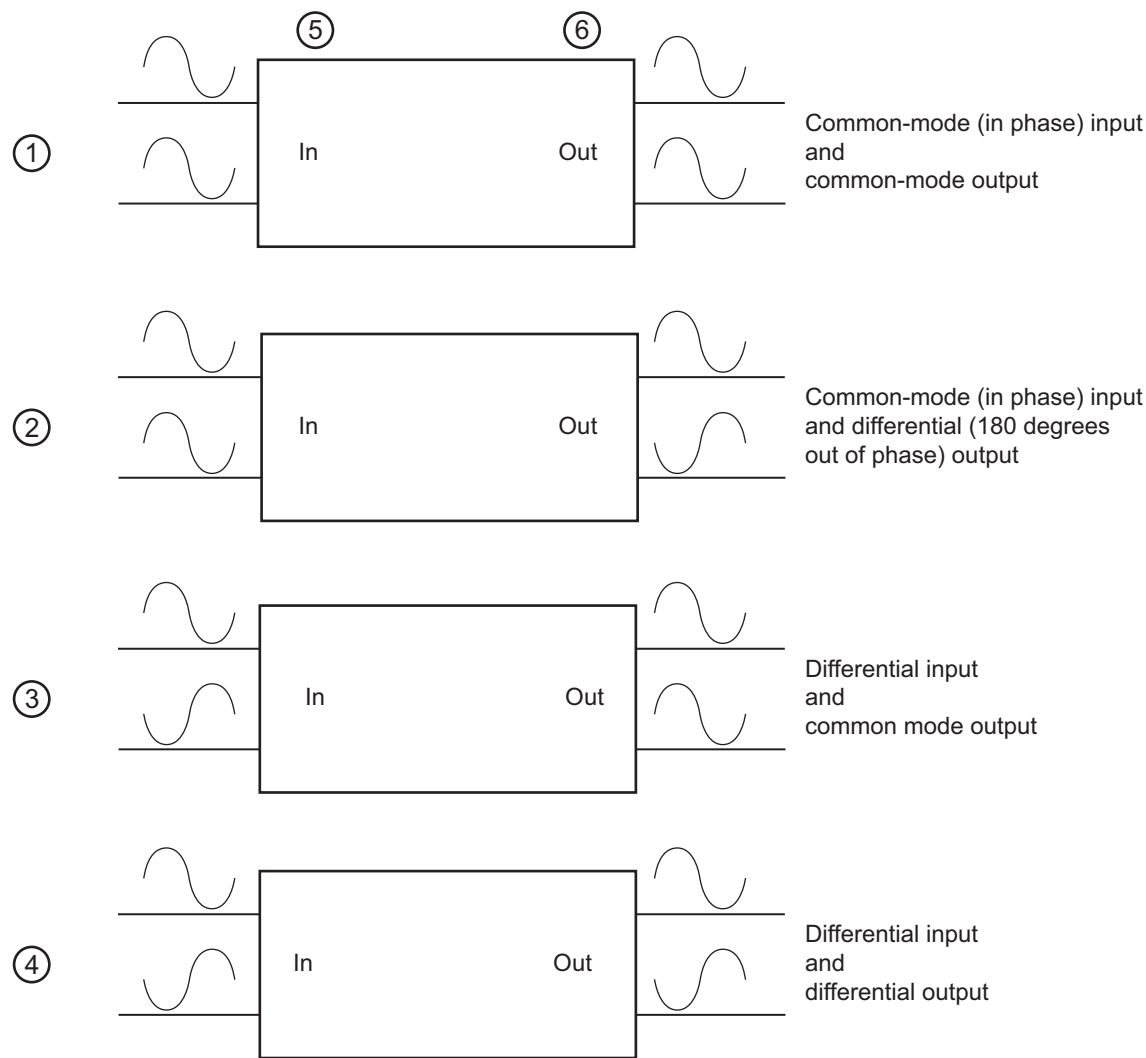 5
6
1
In
Out
Common-mode (in phase) input
and
common-mode output
2
In
Out
Common-mode (in phase) input
and differential (180 degrees
out of phase) output
3
In
Out
Differential input
and
common mode output
4
In
Out
Differential input
and
differential output